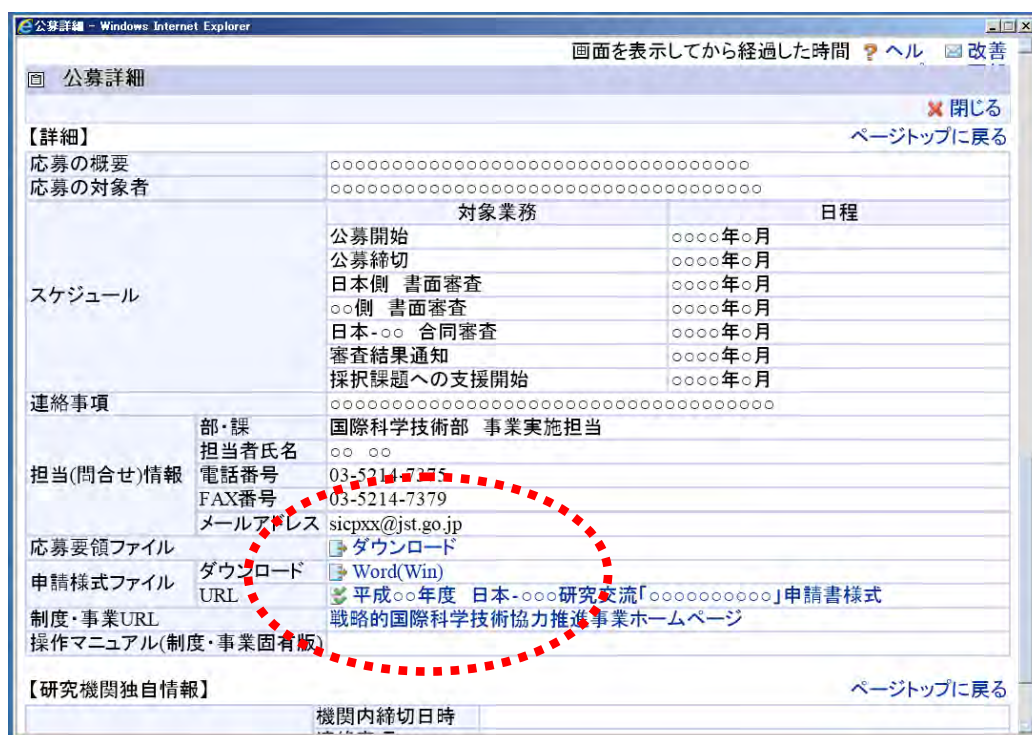 公募詳細 - Windows Internet Explorer
画面を表示してから経過した時間 ヘル 改善
公募詳細
閉じる
【詳細】 ページトップに戻る
応募の概要 ○○○○○○○○○○○○○○○○○○○○○○○○○○○○○○○○○○
応募の対象者 ○○○○○○○○○○○○○○○○○○○○○○○○○○○○○○○○○○○
対象業務 日程
公募開始 ○○○○年○月
公募締切 ○○○○年○月
日本側 書面審査 ○○○○年○月
スケジュール
○○側 書面審査 ○○○○年○月
日本-○○ 合同審査 ○○○○年○月
審査結果通知 ○○○○年○月
採択課題への支援開始 ○○○○年○月
連絡事項 ○○○○○○○○○○○○○○○○○○○○○○○○○○○○○○○○○○○○
部・課 国際科学技術部 事業実施担当
担当者氏名 ○○ ○○
担当(問合せ)情報 電話番号 03-5214-7375
FAX番号 03-5214-7379
メールアドレス sicpxx@jst.go.jp
応募要領ファイル ダウンロード
申請様式ファイル ダウンロード Word(Win)
URL 平成○○年度 日本-○○○研究交流「○○○○○○○○○○」申請書様式
制度・事業URL 戦略的国際科学技術協力推進事業ホームページ
操作マニュアル(制度・事業固有版)
【研究機関独自情報】 ページトップに戻る
機関内締切日時